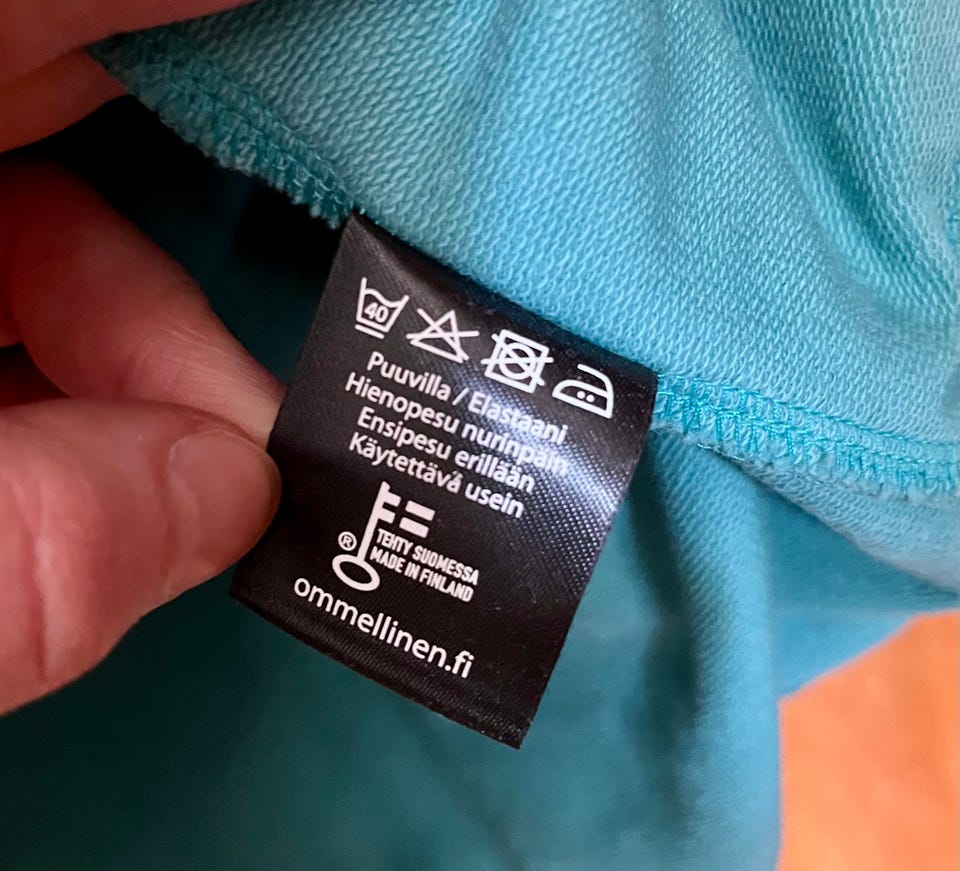 40
Puuvilla / Elastaani
Hienopesu nurinpäin
Ensipesu erillään
Käytettävä usein
®
TEHTY SUOMESSA
MADE IN FINLAND
ommellinen.fi